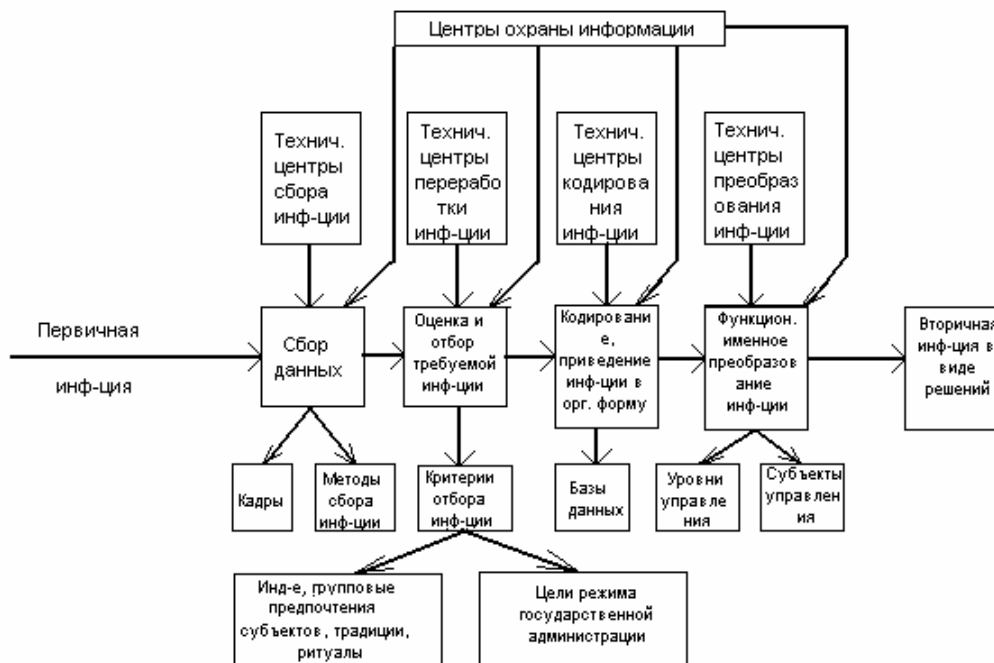 Центры охраны информации
Технич.
центры
сбора
инф-ции
Технич.
центры
переработ
тки
инф-ции
Технич.
центры
кодирова
ния
инф-ции
Технич.
центры
преобраз
ования
инф-ции
Первичная
инф-ция
Сбор
данных
Оценка и
отбор
требуемой
инф-ции
Кодировани
е,
приведение
инф-ции в
орг. форму
Функцион.
именное
преобразов
ание
инф-ции
Вторичная
инф-ция в
виде
решений
Кадры
Методы
сбора
инф-ции
Критерии
отбора
инф-ции
Базы
данных
Уровни
управле
ния
Субъекты
управлен
ия
Инд-е, групповые
предпочтения
субъектов, традиции,
ритуалы
Цели режима
государственной
администрации